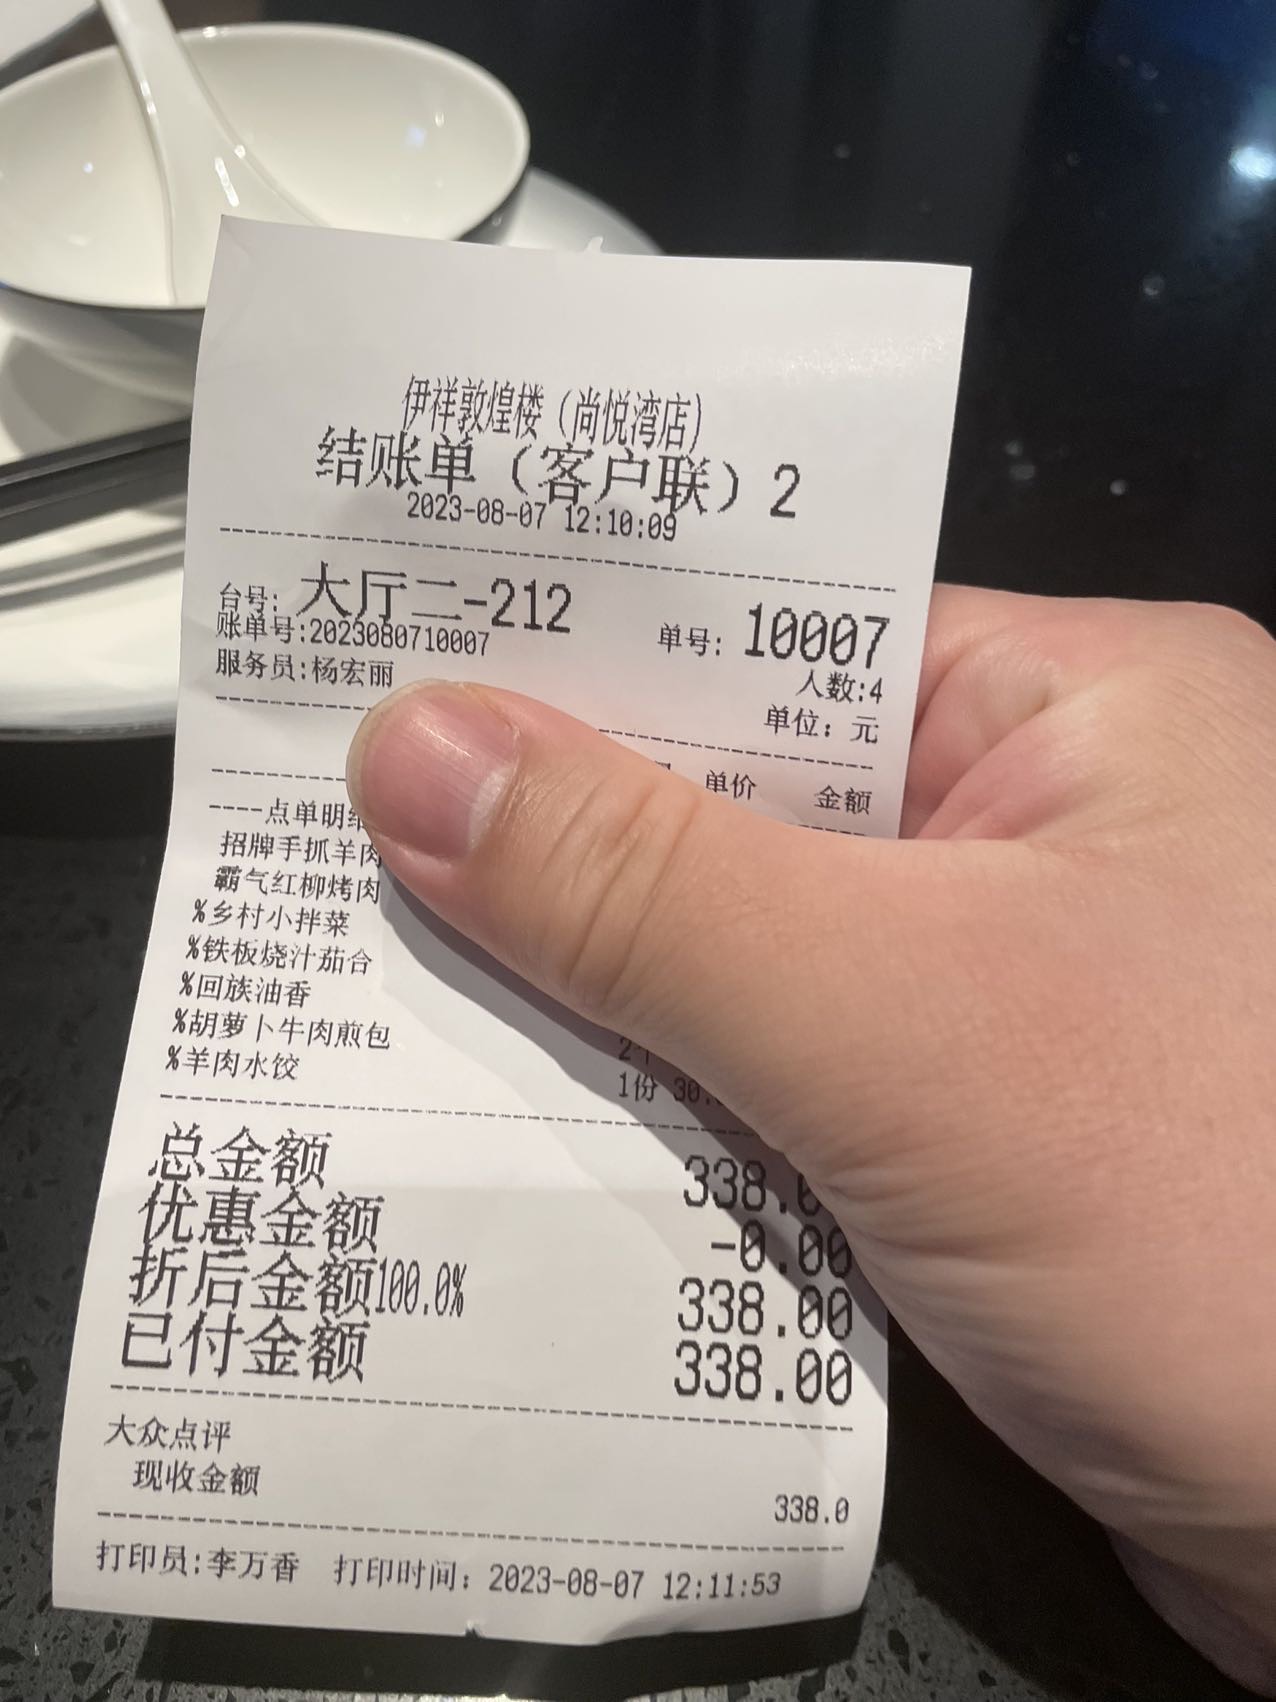 伊祥敦煌楼（尚悦湾店）
结账单（客户联）2
2023-08-07 12:10:09
台号: 大厅二-212 单号: 10007
账单号:2023080710007
服务员:杨宏丽 人数:4
单位: 元
单价 金额
----点单明
招牌手抓羊肉
霸气红柳烤肉
%乡村小拌菜
%铁板烧汁茄合
%回族油香
%胡萝卜牛肉煎包
%羊肉水饺 1份 30.
总金额 338.0
优惠金额 -0.00
折后金额100.0% 338.00
已付金额 338.00
大众点评
现收金额 338.0
打印员:李万香 打印时间: 2023-08-07 12:11:53